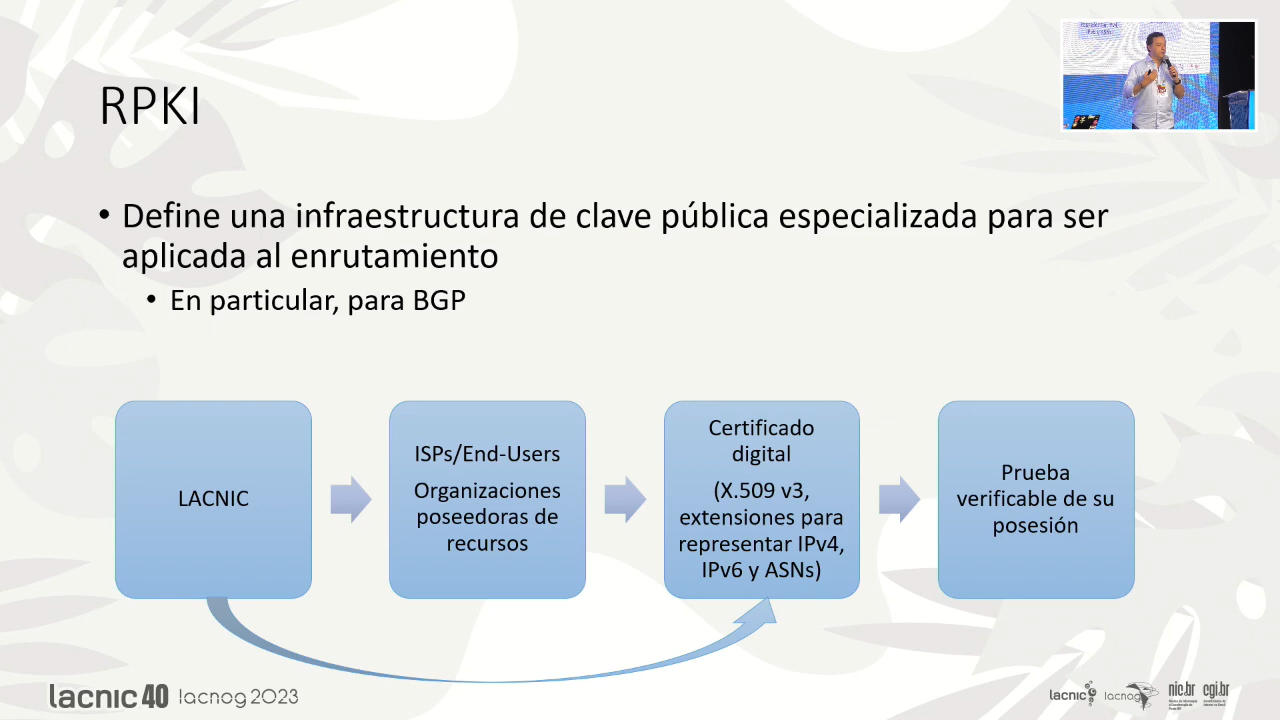 RPKI
• Define una infraestructura de clave pública especializada para ser
aplicada al enrutamiento
• En particular, para BGP
LACNIC
ISPs/End-Users
Organizaciones
poseedoras de
recursos
Certificado
digital
(X.509 v3,
extensiones para
representar IPv4,
IPv6 y ASNs)
Prueba
verificable de su
posesión
lacnic 40 lacnog 2023
lacnic lacnog nic.br cgi.br